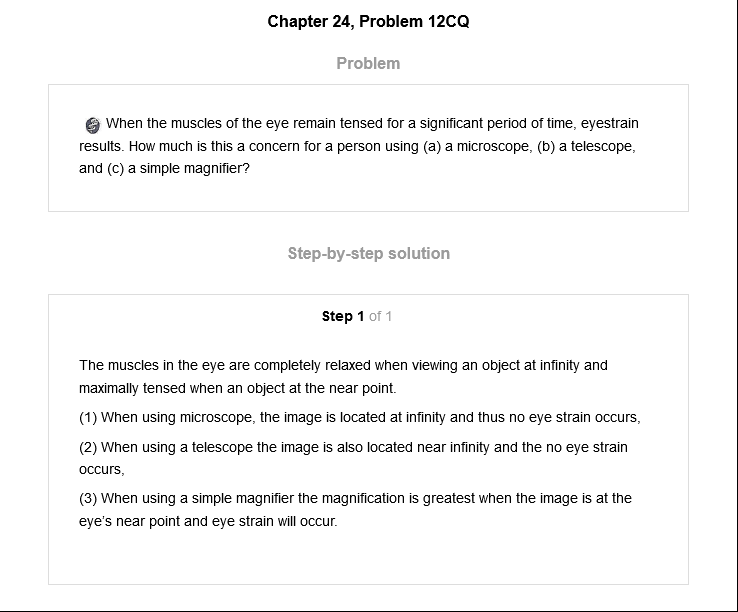 Chapter 24, Problem 12CQ
Problem
When the muscles of the eye remain tensed for a significant period of time, eyestrain
results. How much is this a concern for a person using (a) a microscope, (b) a telescope,
and (c) a simple magnifier?
Step-by-step solution
Step 1 of 1
The muscles in the eye are completely relaxed when viewing an object at infinity and
maximally tensed when an object at the near point.
(1) When using microscope, the image is located at infinity and thus no eye strain occurs,
(2) When using a telescope the image is also located near infinity and the no eye strain
occurs,
(3) When using a simple magnifier the magnification is greatest when the image is at the
eye's near point and eye strain will occur.